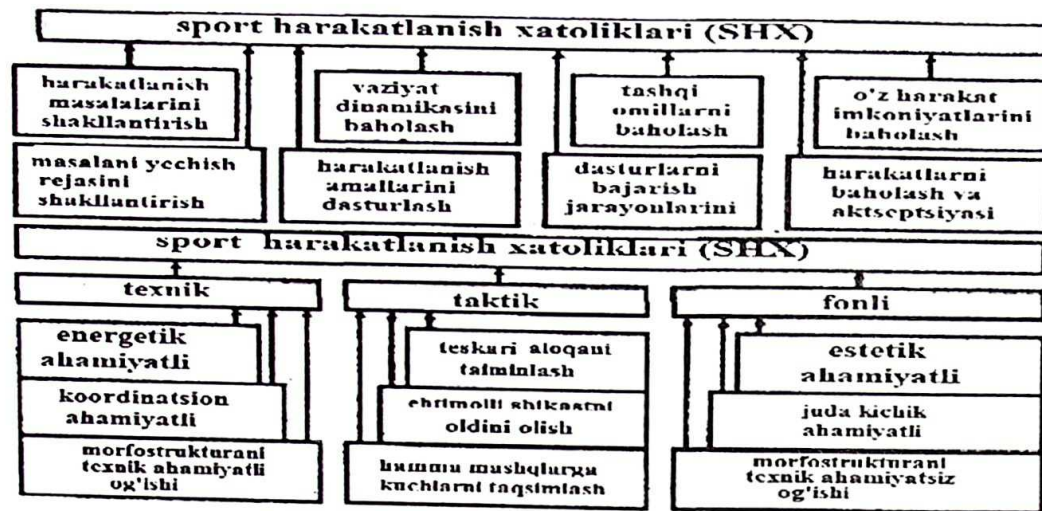 sport harakatlanish xatoliklari (SHX)
harakatlanish
masalalarini
shakllantirish
vaziyat
dinamikasini
baholash
tashqi
omillarni
baholash
o'z harakat
imkoniyatlarini
baholash
masalani yechish
rejasini
shakllantirish
harakatlanish
amallarini
dasturlash
dasturlarni
bajarish
jarayonlarini
harakatlarni
baholash va
aktseptsiyasi
sport harakatlanish xatoliklari (SHX)
texnik
taktik
fonli
energetik
ahamiyatli
teskari aloqani
taiminlash
estetik
ahamiyatli
koordinatsion
ahamiyatli
ehtimolli shikastni
oldini olish
juda kichik
ahamiyatli
morfostrukturani
texnik ahamiyatli
og'ishi
hamma mashqlarga
kuchlarni taqsimlash
morfostrukturani
texnik ahamiyatsiz
og'ishi